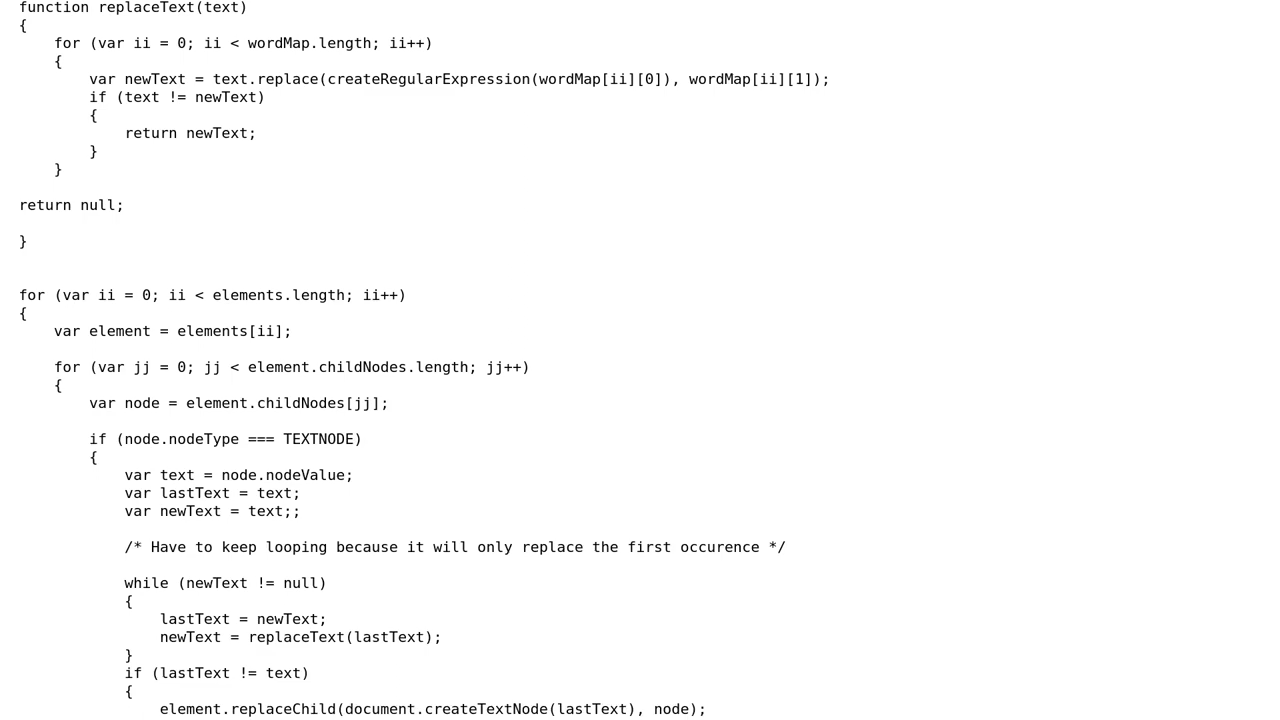 function replaceText(text)
{
    for (var ii = 0; ii < wordMap.length; ii++)
    {
        var newText = text.replace(createRegularExpression(wordMap[ii][0]), wordMap[ii][1]);
        if (text != newText)
        {
            return newText;
        }
    }

return null;

}


for (var ii = 0; ii < elements.length; ii++)
{
    var element = elements[ii];

    for (var jj = 0; jj < element.childNodes.length; jj++)
    {
        var node = element.childNodes[jj];

        if (node.nodeType === TEXTNODE)
        {
            var text = node.nodeValue;
            var lastText = text;
            var newText = text;;

            /* Have to keep looping because it will only replace the first occurence */

            while (newText != null)
            {
                lastText = newText;
                newText = replaceText(lastText);
            }
            if (lastText != text)
            {
                element.replaceChild(document.createTextNode(lastText), node);